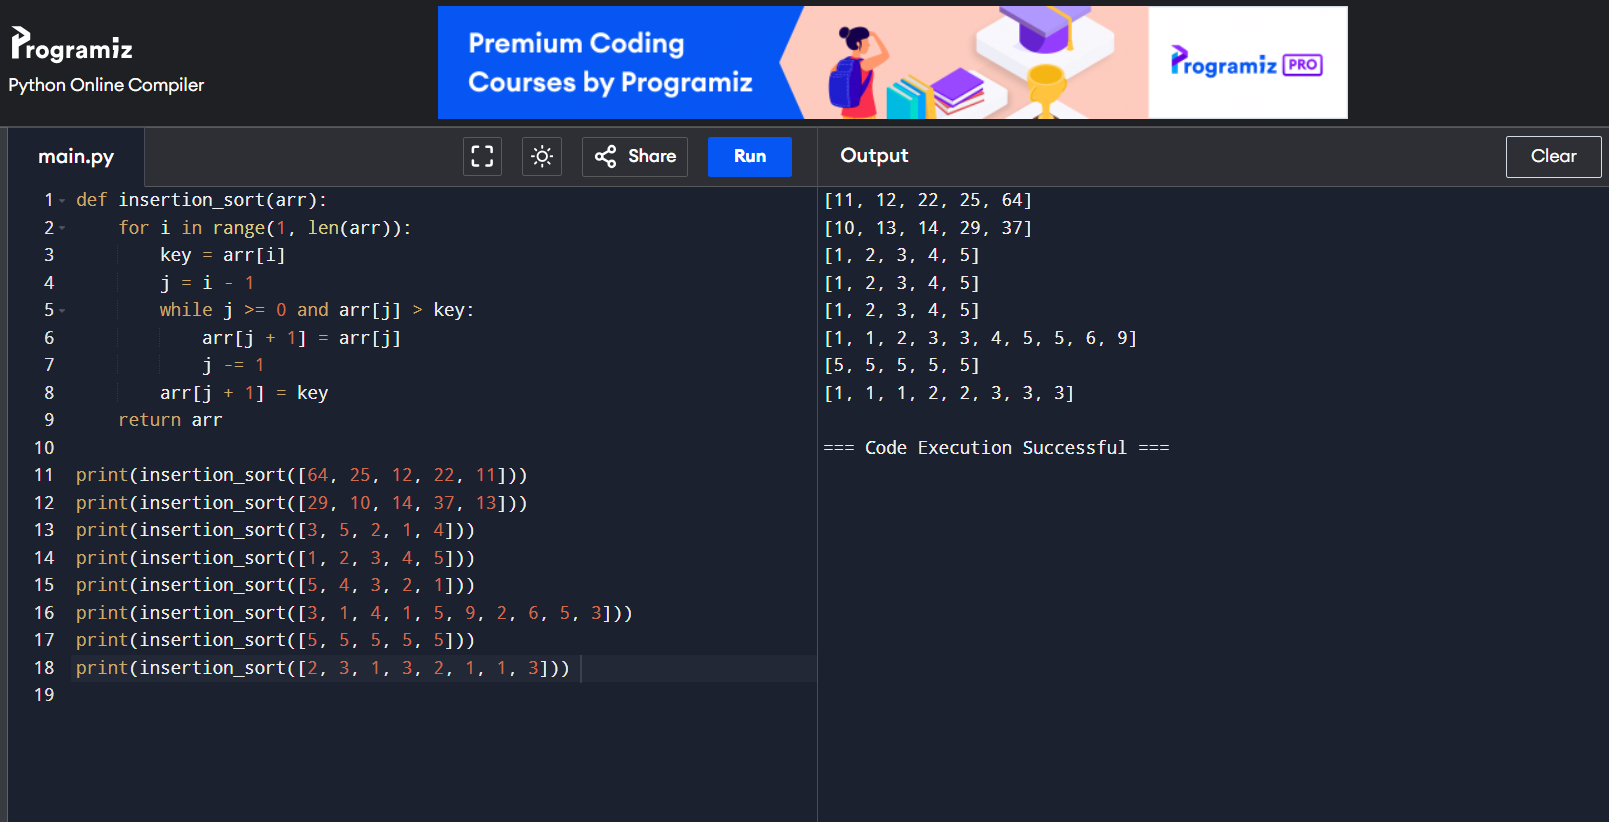 Programiz
Python Online Compiler
Premium Coding
Courses by Programiz
Programiz PRO
main.py
Share
Run
Output
Clear
1 def insertion_sort(arr):
2     for i in range(1, len(arr)):
3         key = arr[i]
4         j = i - 1
5         while j >= 0 and arr[j] > key:
6             arr[j + 1] = arr[j]
7             j -= 1
8         arr[j + 1] = key
9     return arr
10
11 print(insertion_sort([64, 25, 12, 22, 11]))
12 print(insertion_sort([29, 10, 14, 37, 13]))
13 print(insertion_sort([3, 5, 2, 1, 4]))
14 print(insertion_sort([1, 2, 3, 4, 5]))
15 print(insertion_sort([5, 4, 3, 2, 1]))
16 print(insertion_sort([3, 1, 4, 1, 5, 9, 2, 6, 5, 3]))
17 print(insertion_sort([5, 5, 5, 5, 5]))
18 print(insertion_sort([2, 3, 1, 3, 2, 1, 1, 3]))
19
[11, 12, 22, 25, 64]
[10, 13, 14, 29, 37]
[1, 2, 3, 4, 5]
[1, 2, 3, 4, 5]
[1, 2, 3, 4, 5]
[1, 1, 2, 3, 3, 4, 5, 5, 6, 9]
[5, 5, 5, 5, 5]
[1, 1, 1, 2, 2, 3, 3, 3]
=== Code Execution Successful ===